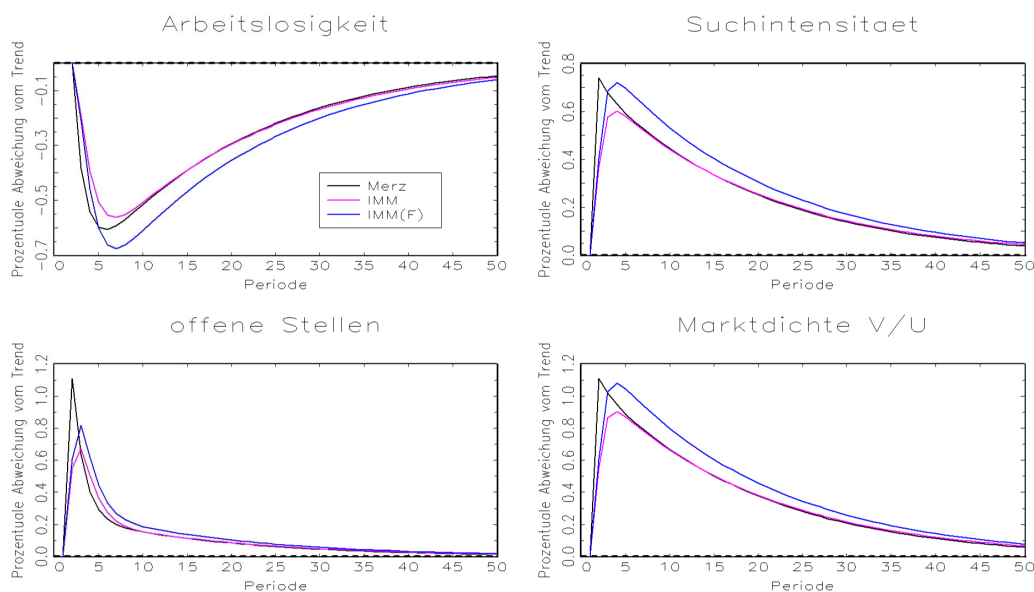 Arbeitslosigkeit
Prozentuale Abweichung vom Trend
-0.1
-0.3
-0.5
-0.7
0 5 10 15 20 25 30 35 40 45 50
Periode
Merz
IMM
IMM(F)
Suchintensitaet
Prozentuale Abweichung vom Trend
0.8
0.6
0.4
0.2
0.0
0 5 10 15 20 25 30 35 40 45 50
Periode
offene Stellen
Prozentuale Abweichung vom Trend
1.2
1.0
0.8
0.6
0.4
0.2
0.0
0 5 10 15 20 25 30 35 40 45 50
Periode
Marktdichte V/U
Prozentuale Abweichung vom Trend
1.2
1.0
0.8
0.6
0.4
0.2
0.0
0 5 10 15 20 25 30 35 40 45 50
Periode